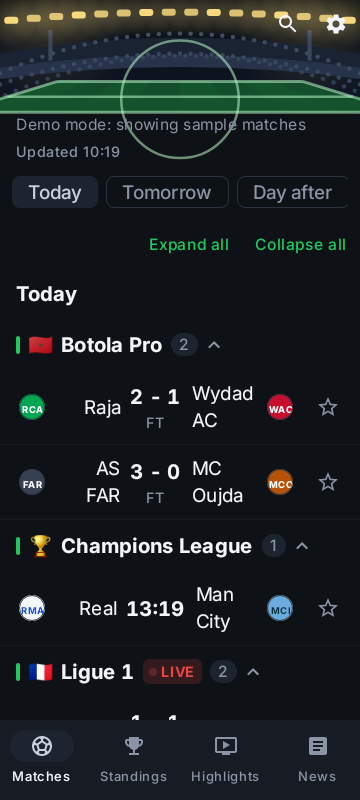 Demo mode: showing sample matches
Updated 10:19
Today Tomorrow Day after
Expand all Collapse all
Today
Botola Pro 2
RCA Raja 2 - 1 FT Wydad AC WAC
FAR AS FAR 3 - 0 FT MC Oujda MCO
Champions League 1
RMA Real 13:19 Man City MCI
Ligue 1 LIVE 2
1 - 1
Matches Standings Highlights News